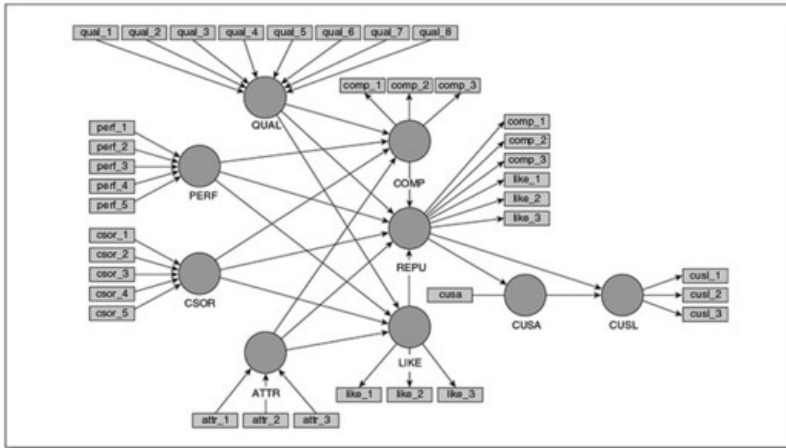 qual_1 qual_2 qual_3 qual_4 qual_5 qual_6 qual_7 qual_8
comp_1 comp_2 comp_3
QUAL
perf_1
perf_2
perf_3
perf_4
perf_5
PERF
COMP
comp_1
comp_2
comp_3
like_1
like_2
like_3
csor_1
csor_2
csor_3
csor_4
csor_5
CSOR
REPU
cusa
CUSA
CUSL
cusl_1
cusl_2
cusl_3
LIKE
ATTR
like_1 like_2 like_3
attr_1 attr_2 attr_3